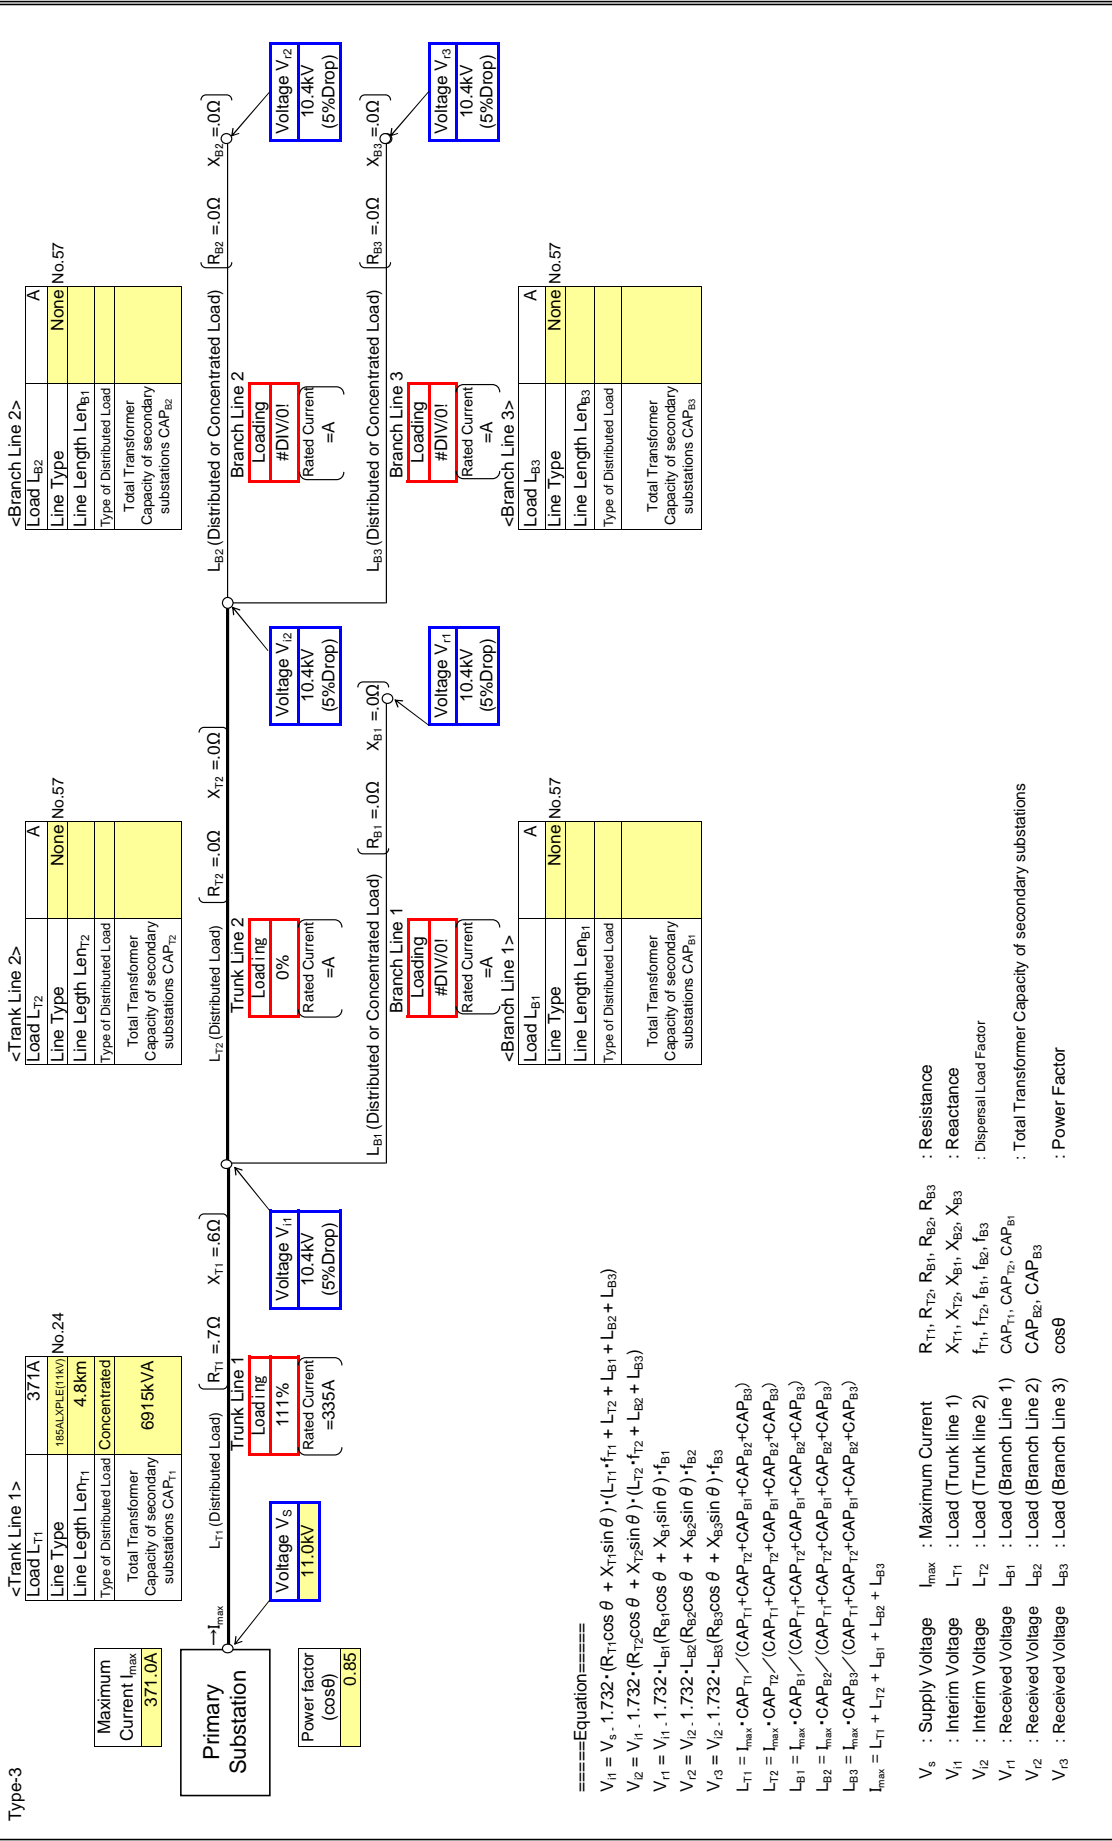 Type-3
Maximum
Current Imax
371.0A
Primary
Substation
→Imax
Power factor
(cosθ)
0.85
Voltage VS
11.0kV
<Trank Line 1>
Load LT1 371A
Line Type 185ALXPLE(11kV) No.24
Line Legth LenT1 4.8km
Type of Distributed Load Concentrated
Total Transformer
Capacity of secondary
substations CAPT1
6915kVA
LT1 (Distributed Load) RT1 =.7Ω XT1 =.6Ω
Trunk Line 1
Loading
111%
Rated Current
=335A
Voltage Vi1
10.4kV
(5%Drop)
<Trank Line 2>
Load LT2 A
Line Type None No.57
Line Length LenT2
Type of Distributed Load
Total Transformer
Capacity of secondary
substations CAPT2
LT2 (Distributed Load) RT2 =.0Ω XT2 =.0Ω
Trunk Line 2
Loading
0%
Rated Current
=A
Voltage Vi2
10.4kV
(5%Drop)
LB1 (Distributed or Concentrated Load) RB1 =.0Ω XB1 =.0Ω
Branch Line 1
Loading
#DIV/0!
Rated Current
=A
Voltage Vr1
10.4kV
(5%Drop)
<Branch Line 1>
Load LB1 A
Line Type None No.57
Line Length LenB1
Type of Distributed Load
Total Transformer
Capacity of secondary
substations CAPB1
<Branch Line 2>
Load LB2 A
Line Type None No.57
Line Length LenB1
Type of Distributed Load
Total Transformer
Capacity of secondary
substations CAPB2
LB2 (Distributed or Concentrated Load) RB2 =.0Ω XB2 =.0Ω
Branch Line 2
Loading
#DIV/0!
Rated Current
=A
Voltage Vr2
10.4kV
(5%Drop)
LB3 (Distributed or Concentrated Load) RB3 =.0Ω XB3 =.0Ω
Branch Line 3
Loading
#DIV/0!
Rated Current
=A
Voltage Vr3
10.4kV
(5%Drop)
<Branch Line 3>
Load LB3 A
Line Type None No.57
Line Length LenB3
Type of Distributed Load
Total Transformer
Capacity of secondary
substations CAPB3
=====Equation=====
Vi1 = Vs - 1.732・(RT1cos θ + XT1sin θ)・(LT1・fT1 + LT2 + LB1 + LB2 + LB3)
Vi2 = Vi1 - 1.732・(RT2cos θ + XT2sin θ)・(LT2・fT2 + LB2 + LB3)
Vr1 = Vi1 - 1.732・LB1(RB1cos θ + XB1sin θ)・fB1
Vr2 = Vi2 - 1.732・LB2(RB2cos θ + XB2sin θ)・fB2
Vr3 = Vi2 - 1.732・LB3(RB3cos θ + XB3sin θ)・fB3
LT1 = Imax・CAPT1／(CAPT1+CAPT2+CAPB1+CAPB2+CAPB3)
LT2 = Imax・CAPT2／(CAPT1+CAPT2+CAPB1+CAPB2+CAPB3)
LB1 = Imax・CAPB1／(CAPT1+CAPT2+CAPB1+CAPB2+CAPB3)
LB2 = Imax・CAPB2／(CAPT1+CAPT2+CAPB1+CAPB2+CAPB3)
LB3 = Imax・CAPB3／(CAPT1+CAPT2+CAPB1+CAPB2+CAPB3)
Imax = LT1 + LT2 + LB1 + LB2 + LB3
Vs : Supply Voltage Imax : Maximum Current RT1, RT2, RB1, RB2, RB3 : Resistance
Vi1 : Interim Voltage LT1 : Load (Trunk line 1) XT1, XT2, XB1, XB2, XB3 : Reactance
Vi2 : Interim Voltage LT2 : Load (Trunk line 2) fT1, fT2, fB1, fB2, fB3 : Dispersal Load Factor
Vr1 : Received Voltage LB1 : Load (Branch Line 1) CAPT1, CAPT2, CAPB1 : Total Transformer Capacity of secondary substations
Vr2 : Received Voltage LB2 : Load (Branch Line 2) CAPB2, CAPB3
Vr3 : Received Voltage LB3 : Load (Branch Line 3) cosθ : Power Factor